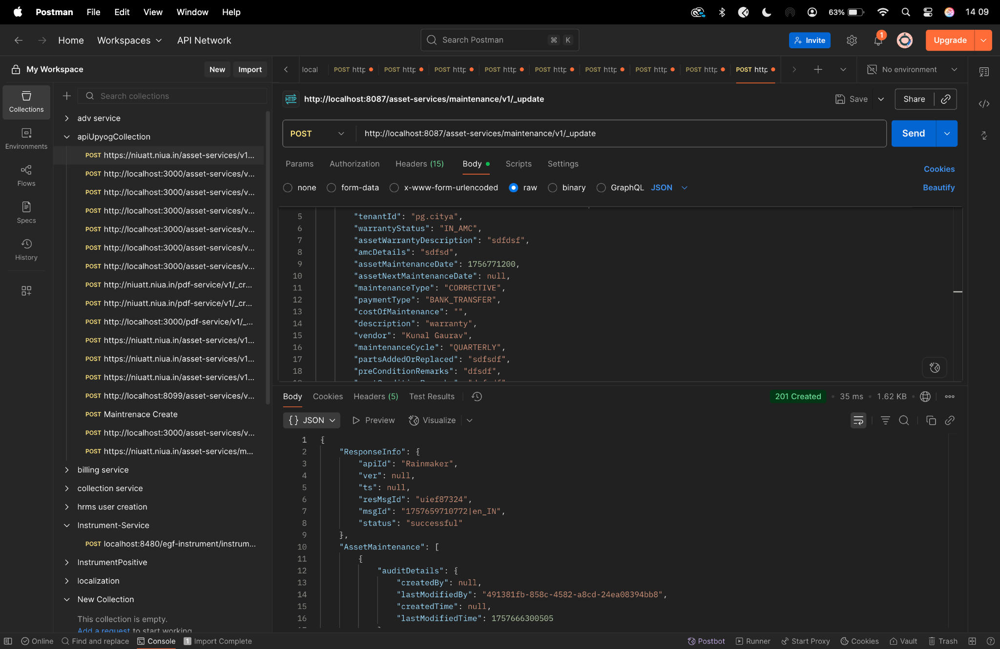 Postman File Edit View Window Help 63% 14 09
Home Workspaces API Network Search Postman ⌘ K Invite 1 Upgrade
My Workspace New Import
local POST http POST http POST http POST http POST http POST http POST http POST http POST http No environment
Collections
Environments
Flows
Specs
History
Search collections
adv service
apiUpyogCollection
POST https://niuatt.niua.in/asset-services/v1...
POST http://localhost:3000/asset-services/v...
POST http://localhost:3000/asset-services/v...
POST http://localhost:3000/asset-services/v...
POST http://localhost:3000/asset-services/v...
POST http://localhost:3000/asset-services/v...
POST http://localhost:3000/asset-services/v...
POST http://niuatt.niua.in/pdf-service/v1/_cr...
POST http://niuatt.niua.in/pdf-service/v1/_cr...
POST http://localhost:3000/pdf-service/v1/_...
POST https://niuatt.niua.in/asset-services/v1...
POST https://niuatt.niua.in/asset-services/v1...
POST https://niuatt.niua.in/asset-services/v1...
POST http://localhost:8099/asset-services/v...
POST Maintrenace Create
POST http://localhost:3000/asset-services/v...
POST https://niuatt.niua.in/asset-services/m...
billing service
collection service
hrms user creation
Instrument-Service
POST localhost:8480/egf-instrument/instrum...
InstrumentPositive
localization
New Collection
This collection is empty.
Add a request to start working.
HTTP http://localhost:8087/asset-services/maintenance/v1/_update Save Share
POST http://localhost:8087/asset-services/maintenance/v1/_update Send
Params Authorization Headers (15) Body Scripts Settings Cookies
none form-data x-www-form-urlencoded raw binary GraphQL JSON Beautify
5 "tenantId": "pg.citya",
6 "warrantyStatus": "IN_AMC",
7 "assetWarrantyDescription": "sdfdsf",
8 "amcDetails": "sdfsd",
9 "assetMaintenanceDate": 1756771200,
10 "assetNextMaintenanceDate": null,
11 "maintenanceType": "CORRECTIVE",
12 "paymentType": "BANK_TRANSFER",
13 "costOfMaintenance": "",
14 "description": "warranty",
15 "vendor": "Kunal Gaurav",
16 "maintenanceCycle": "QUARTERLY",
17 "partsAddedOrReplaced": "sdfsdf",
18 "preConditionRemarks": "dfsdf",
Body Cookies Headers (5) Test Results 201 Created 35 ms 1.62 KB
{} JSON Preview Visualize
1 {
2 "ResponseInfo": {
3 "apiId": "Rainmaker",
4 "ver": null,
5 "ts": null,
6 "resMsgId": "uief87324",
7 "msgId": "1757659710772|en_IN",
8 "status": "successful"
9 },
10 "AssetMaintenance": [
11 {
12 "auditDetails": {
13 "createdBy": null,
14 "lastModifiedBy": "491381fb-858c-4582-a8cd-24ea08394bb8",
15 "createdTime": null,
16 "lastModifiedTime": 1757666300505
Online Find and replace Console 1 Import Complete Postbot Runner Start Proxy Cookies Vault Trash